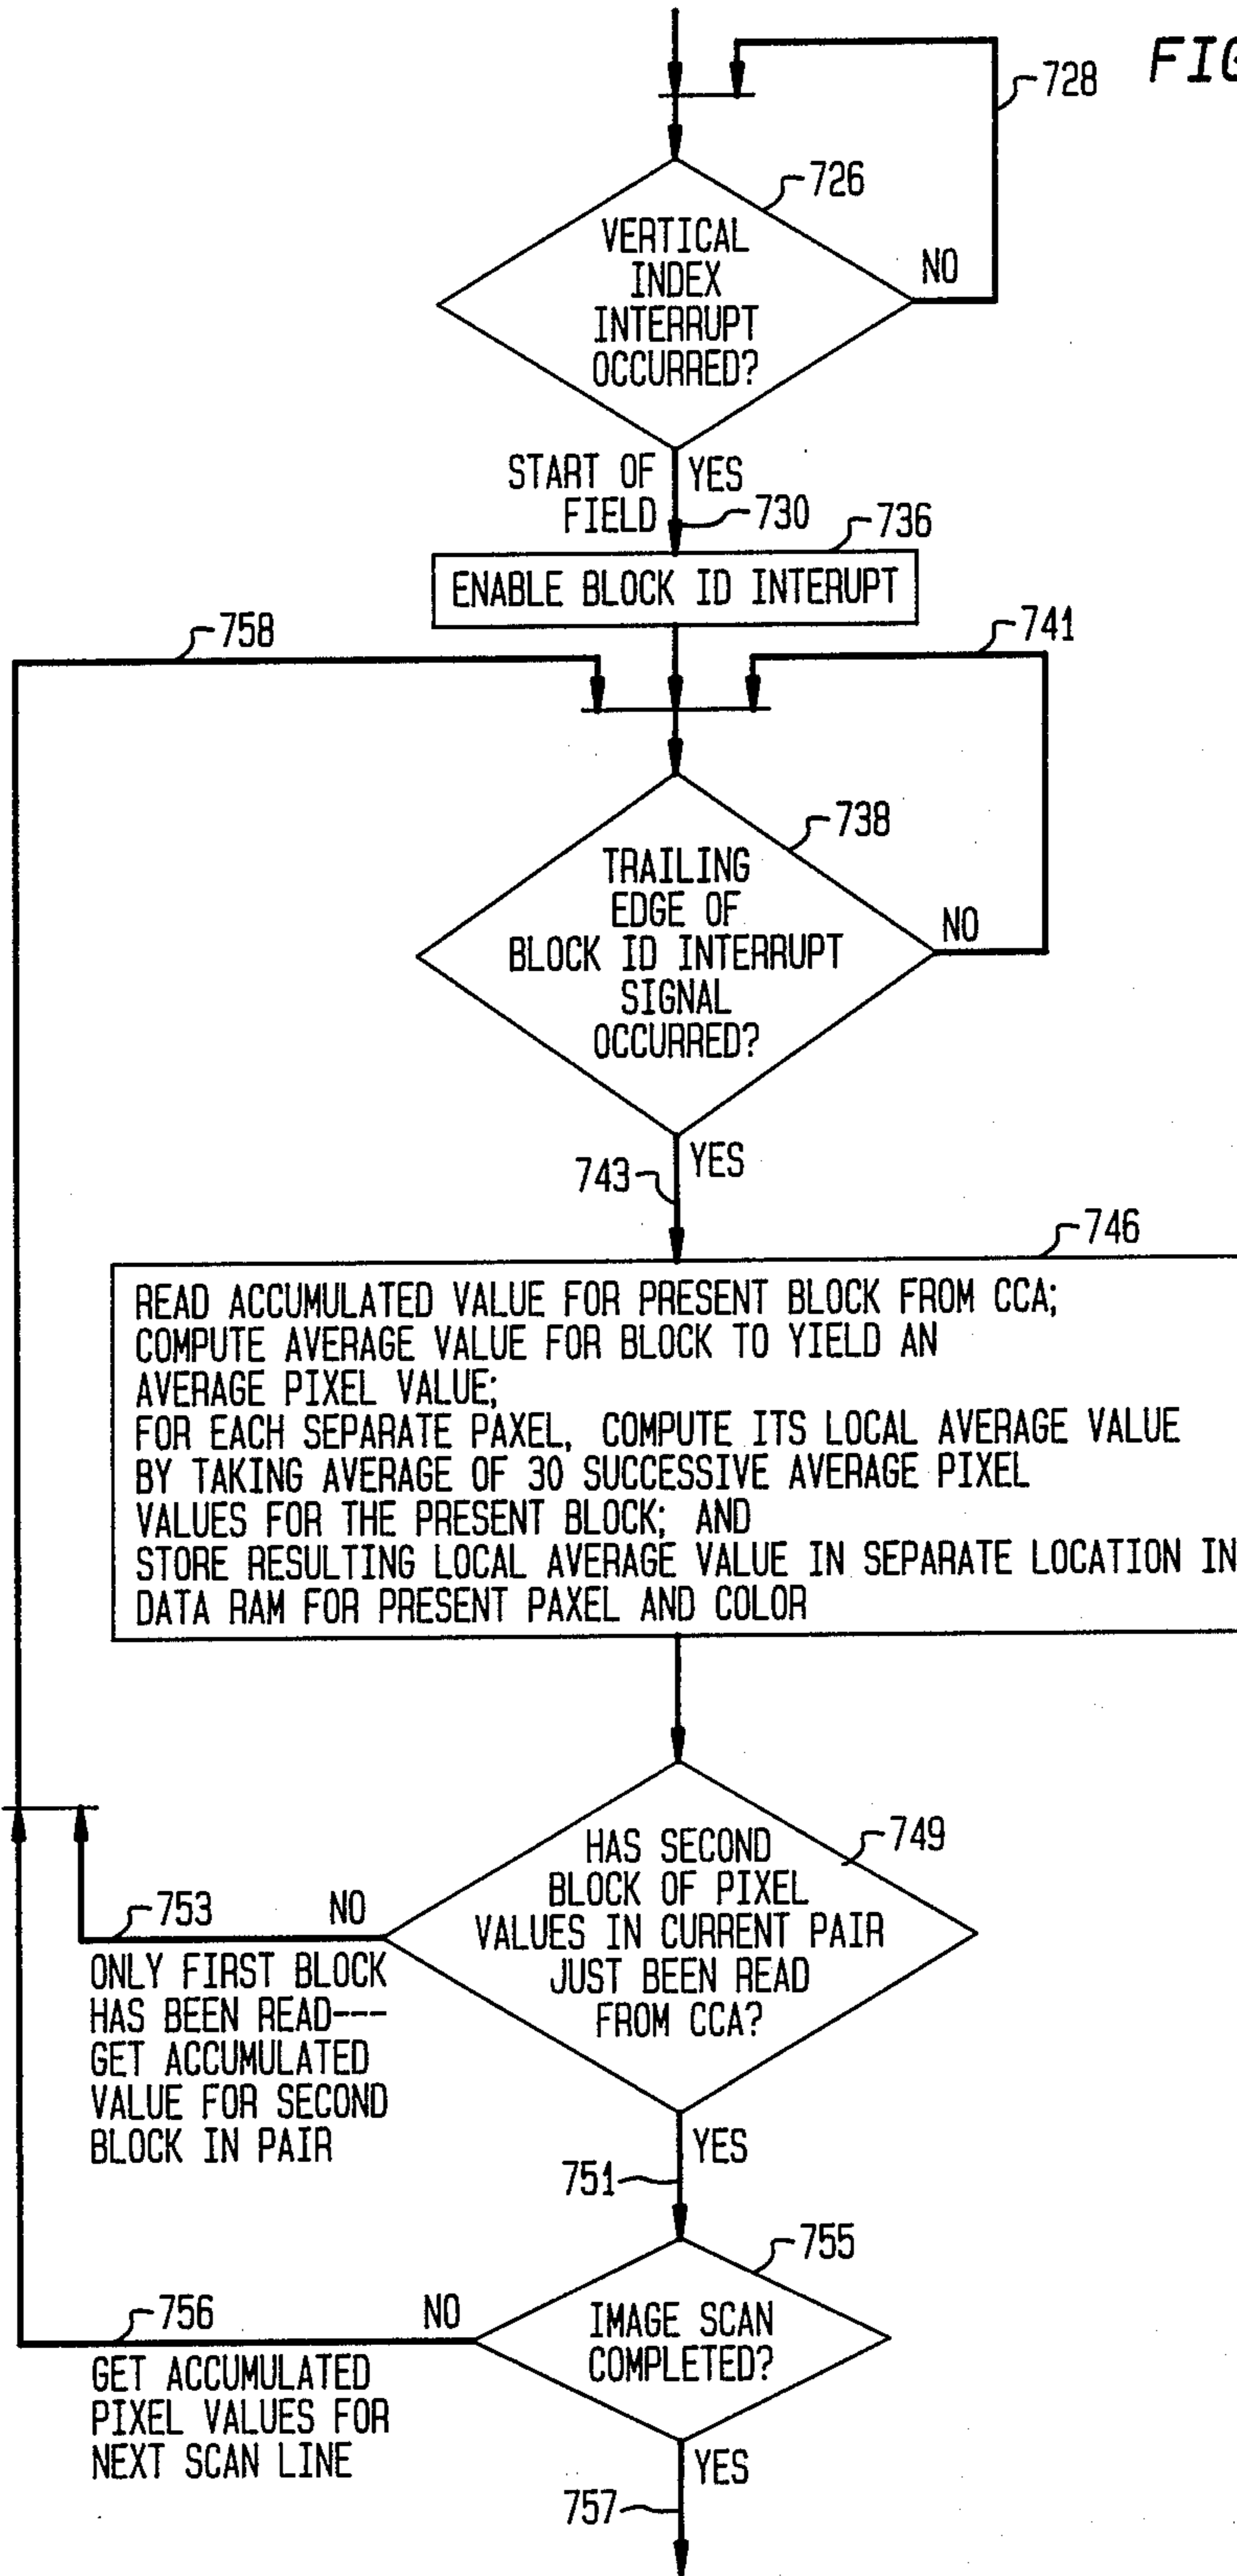 FIG
728
726
VERTICAL
INDEX
INTERRUPT
OCCURRED?
NO
START OF
FIELD
YES
730
736
ENABLE BLOCK ID INTERUPT
758
741
738
TRAILING
EDGE OF
BLOCK ID INTERRUPT
SIGNAL
OCCURRED?
NO
743
YES
746
READ ACCUMULATED VALUE FOR PRESENT BLOCK FROM CCA;
COMPUTE AVERAGE VALUE FOR BLOCK TO YIELD AN
AVERAGE PIXEL VALUE;
FOR EACH SEPARATE PAXEL, COMPUTE ITS LOCAL AVERAGE VALUE
BY TAKING AVERAGE OF 30 SUCCESSIVE AVERAGE PIXEL
VALUES FOR THE PRESENT BLOCK; AND
STORE RESULTING LOCAL AVERAGE VALUE IN SEPARATE LOCATION IN
DATA RAM FOR PRESENT PAXEL AND COLOR
749
HAS SECOND
BLOCK OF PIXEL
VALUES IN CURRENT PAIR
JUST BEEN READ
FROM CCA?
753
NO
ONLY FIRST BLOCK
HAS BEEN READ---
GET ACCUMULATED
VALUE FOR SECOND
BLOCK IN PAIR
YES
751
755
IMAGE SCAN
COMPLETED?
756
NO
GET ACCUMULATED
PIXEL VALUES FOR
NEXT SCAN LINE
YES
757